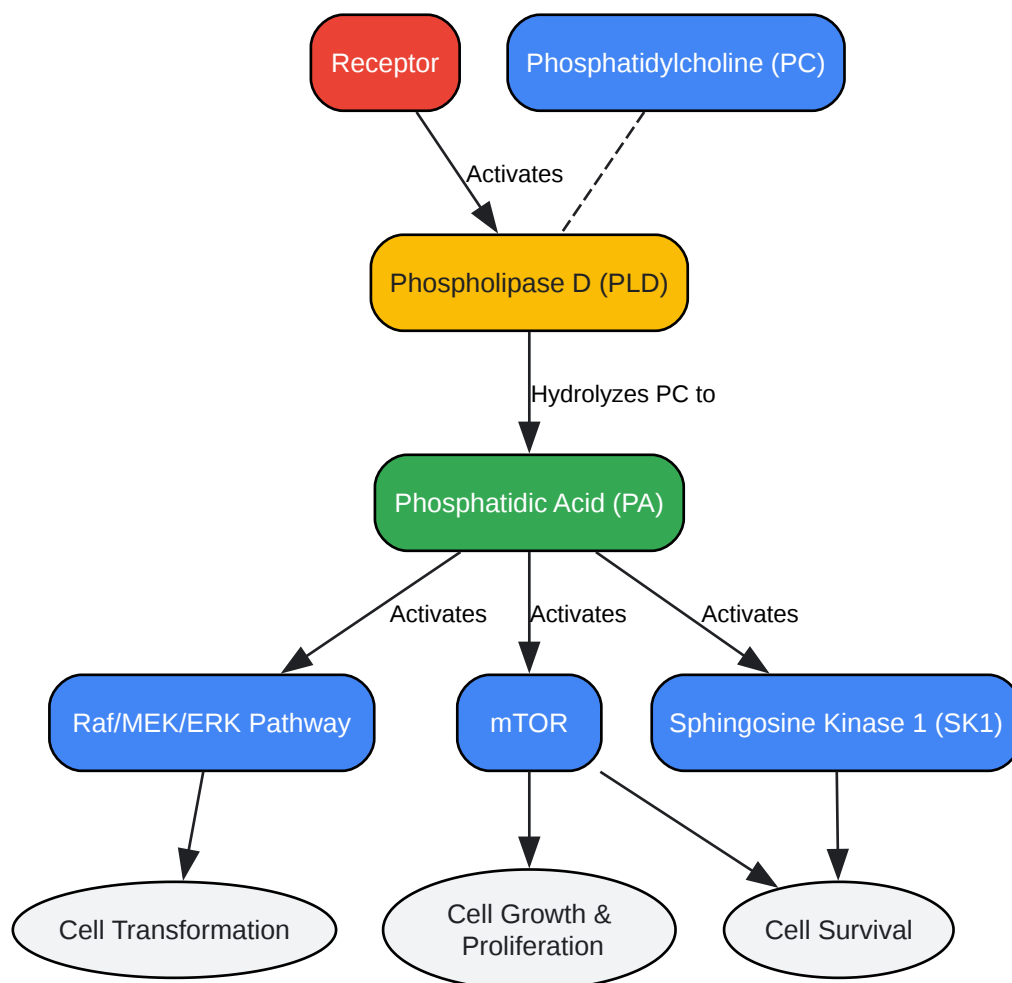 Receptor
Phosphatidylcholine (PC)
Activates
Phospholipase D (PLD)
Hydrolyzes PC to
Phosphatidic Acid (PA)
Activates
Activates
Activates
Raf/MEK/ERK Pathway
mTOR
Sphingosine Kinase 1 (SK1)
Cell Transformation
Cell Growth &
Proliferation
Cell Survival